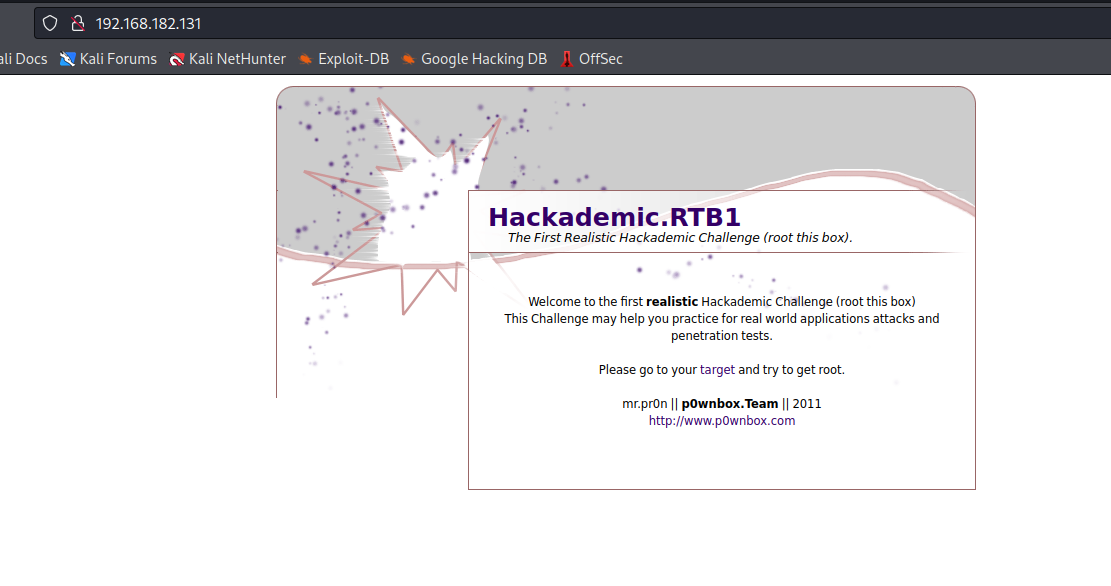 192.168.182.131
ali Docs Kali Forums Kali NetHunter Exploit-DB Google Hacking DB OffSec
Hackademic.RTB1
The First Realistic Hackademic Challenge (root this box).
Welcome to the first realistic Hackademic Challenge (root this box)
This Challenge may help you practice for real world applications attacks and
penetration tests.
Please go to your target and try to get root.
mr.pr0n || p0wnbox.Team || 2011
http://www.p0wnbox.com